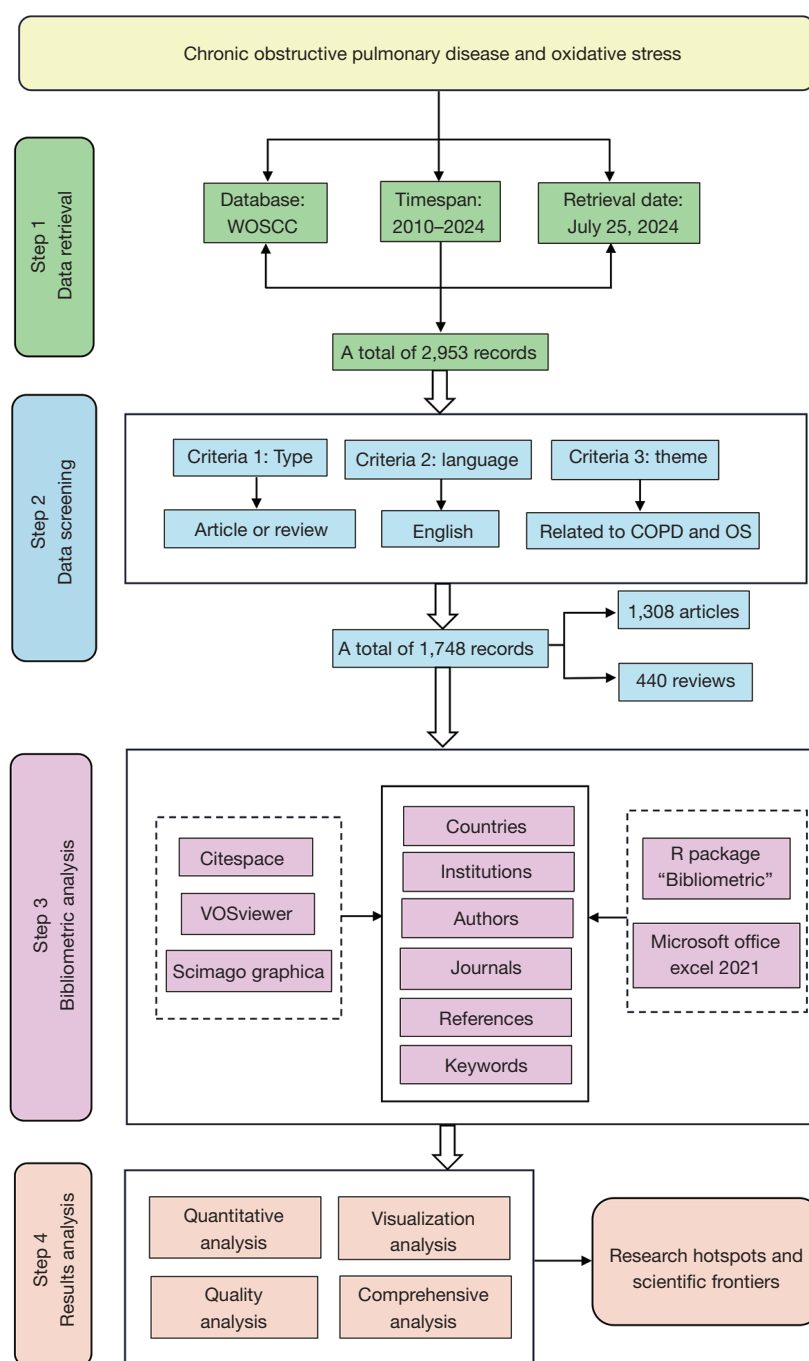 Chronic obstructive pulmonary disease and oxidative stress
Step 1
Data retrieval
Database:
WOSCC
Timespan:
2010–2024
Retrieval date:
July 25, 2024
A total of 2,953 records
Step 2
Data screening
Criteria 1: Type
Criteria 2: language
Criteria 3: theme
Article or review
English
Related to COPD and OS
A total of 1,748 records
1,308 articles
440 reviews
Step 3
Bibliometric analysis
Citespace
VOSviewer
Scimago graphica
Countries
Institutions
Authors
Journals
References
Keywords
R package
“Bibliometric”
Microsoft office
excel 2021
Step 4
Results analysis
Quantitative
analysis
Visualization
analysis
Quality
analysis
Comprehensive
analysis
Research hotspots and
scientific frontiers